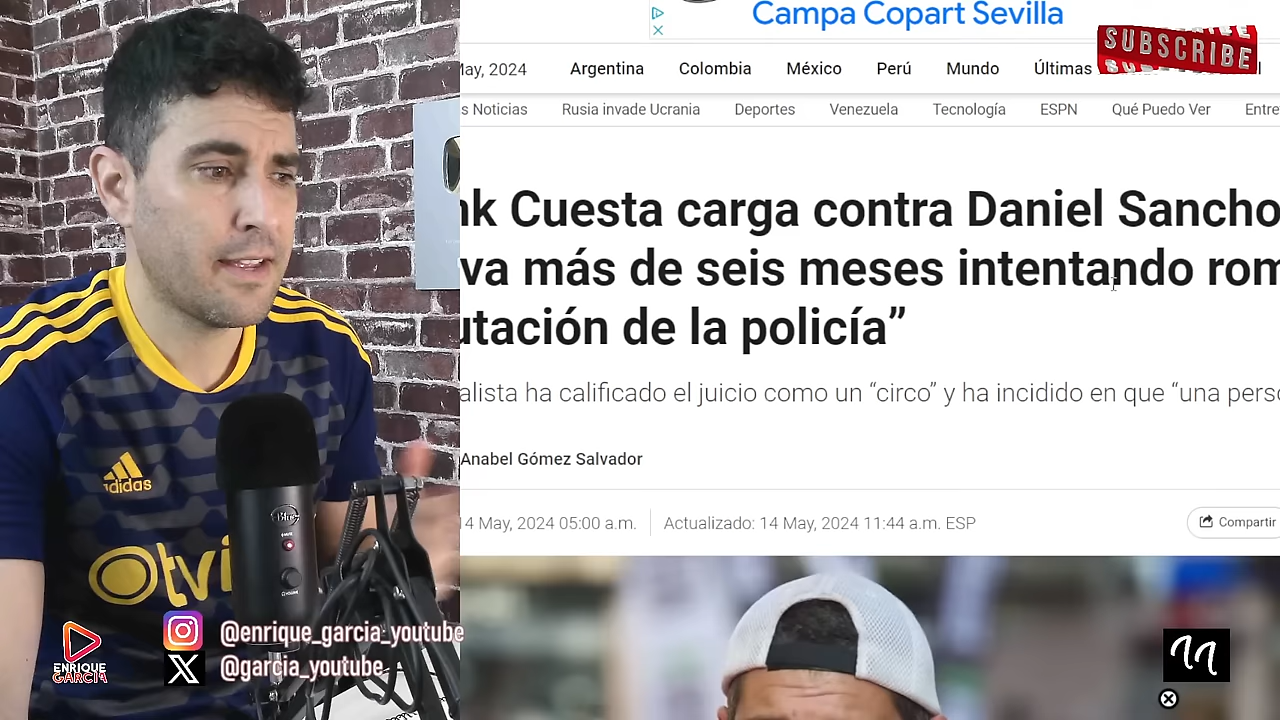 Campa Copart Sevilla
SUBSCRIBE
May, 2024 Argentina Colombia México Perú Mundo Últimas
s Noticias Rusia invade Ucrania Deportes Venezuela Tecnología ESPN Qué Puedo Ver Entre
nk Cuesta carga contra Daniel Sancho
va más de seis meses intentando rom
utación de la policía”
alista ha calificado el juicio como un “circo” y ha incidido en que “una perso
Anabel Gómez Salvador
14 May, 2024 05:00 a.m. Actualizado: 14 May, 2024 11:44 a.m. ESP
Compartir
adidas
Otvi
Blue
@enrique_garcia_youtube
@garcia_youtube
ENRIQUE
GARCIA